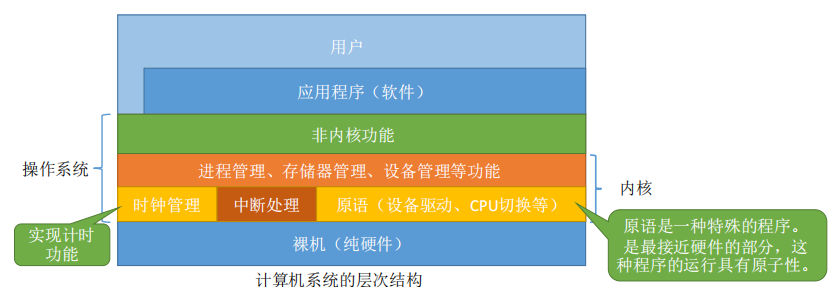 用户
应用程序（软件）
非内核功能
操作系统
进程管理、存储器管理、设备管理等功能
内核
时钟管理
中断处理
原语（设备驱动、CPU切换等）
实现计时
功能
裸机（纯硬件）
原语是一种特殊的程序。
是最接近硬件的部分，这
种程序的运行具有原子性。
计算机系统的层次结构